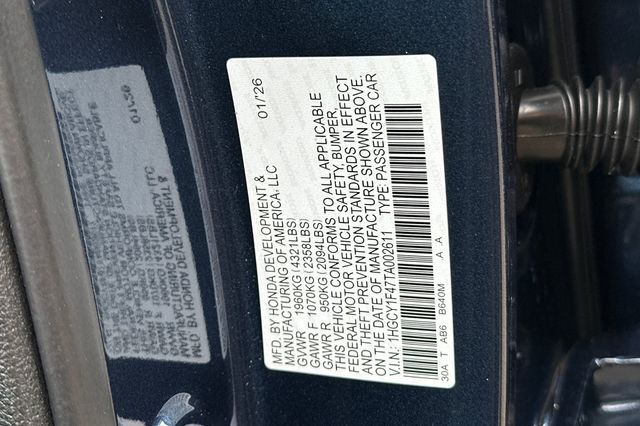 MFD. BY HONDA DEVELOPMENT &
MANUFACTURING OF AMERICA, LLC 01/26
GVWR 1960KG (4321LBS)
GAWR F 1070KG (2358LBS)
GAWR R 950KG (2094LBS)
THIS VEHICLE CONFORMS TO ALL APPLICABLE
FEDERAL MOTOR VEHICLE SAFETY, BUMPER,
AND THEFT PREVENTION STANDARDS IN EFFECT
ON THE DATE OF MANUFACTURE SHOWN ABOVE.
V.I.N.: 1HGCY1F47TA002611 TYPE: PASSENGER CAR
30A T AB6 B640M A A